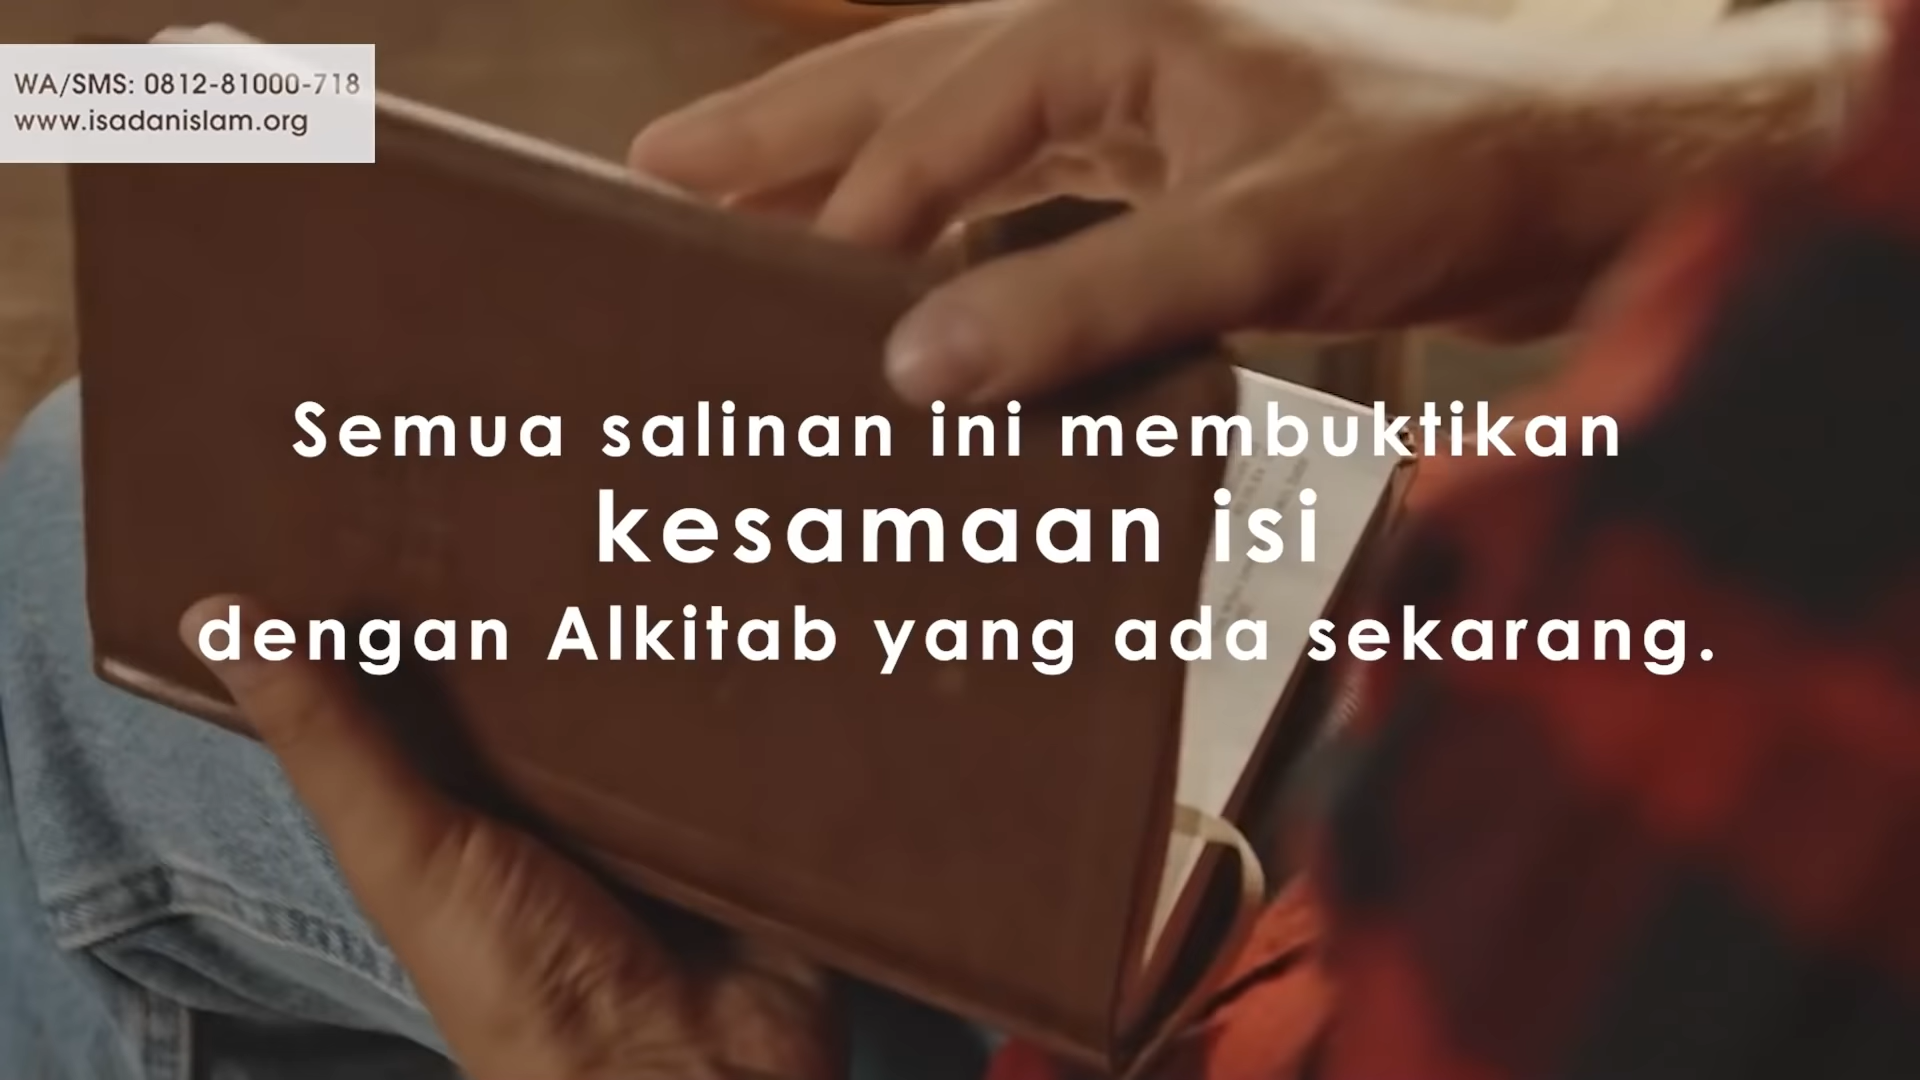 WA/SMS: 0812-81000-718
www.isadanislam.org
Semua salinan ini membuktikan
kesamaan isi
dengan Alkitab yang ada sekarang.